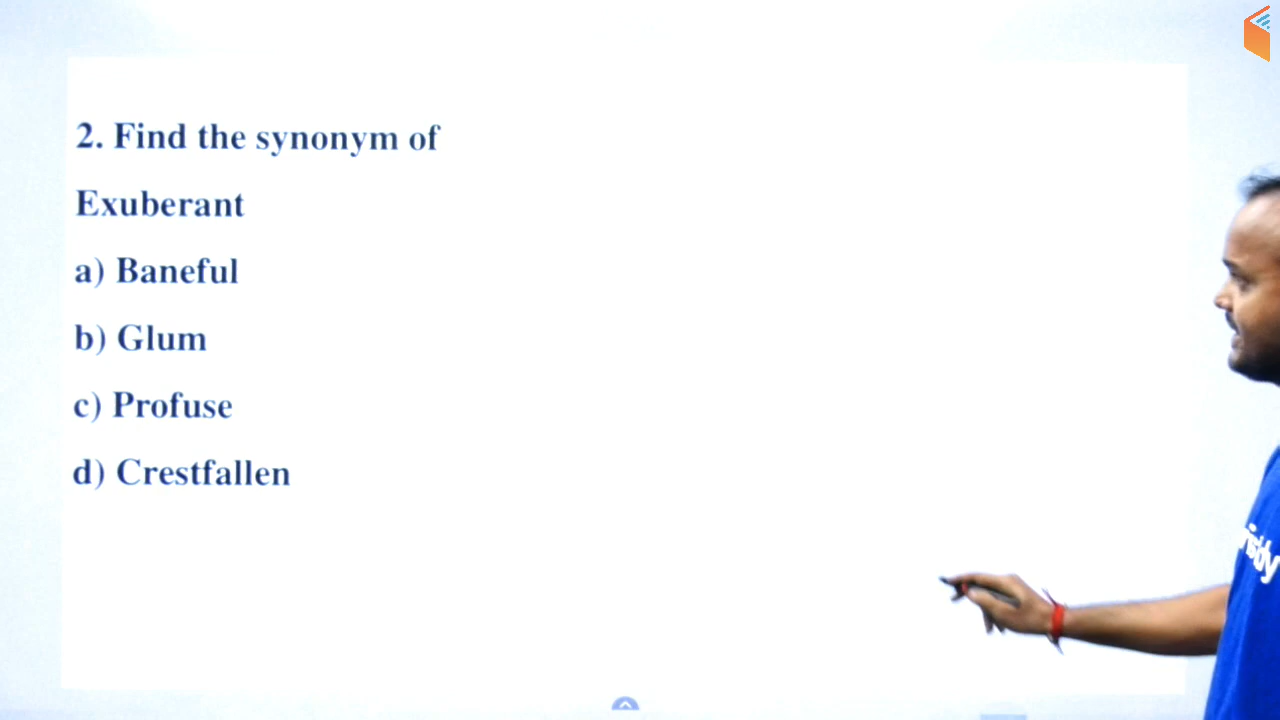 2. Find the synonym of
Exuberant
a) Baneful
b) Glum
c) Profuse
d) Crestfallen